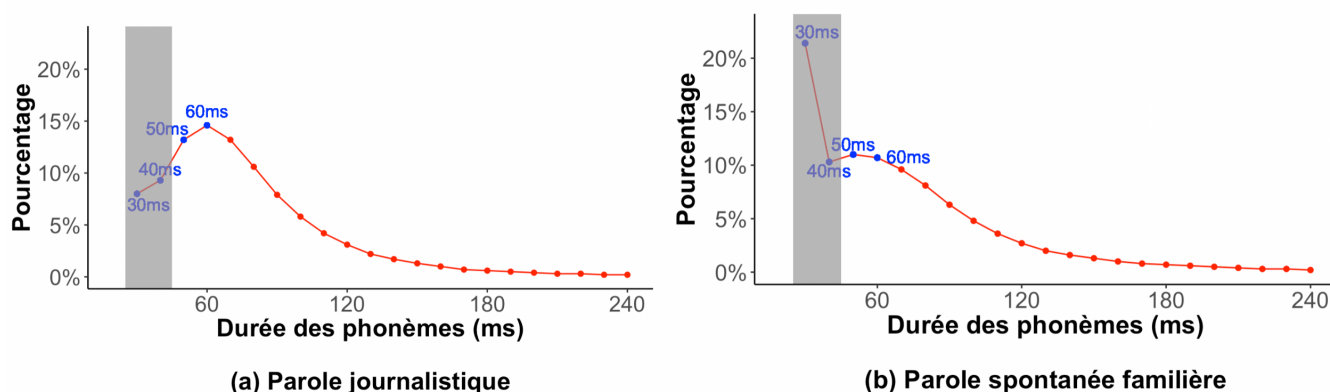 20%
15%
10%
5%
0%
Pourcentage
30ms
40ms
50ms
60ms
60
120
180
240
Durée des phonèmes (ms)
(a) Parole journalistique
20%
15%
10%
5%
0%
Pourcentage
30ms
40ms
50ms
60ms
60
120
180
240
Durée des phonèmes (ms)
(b) Parole spontanée familière